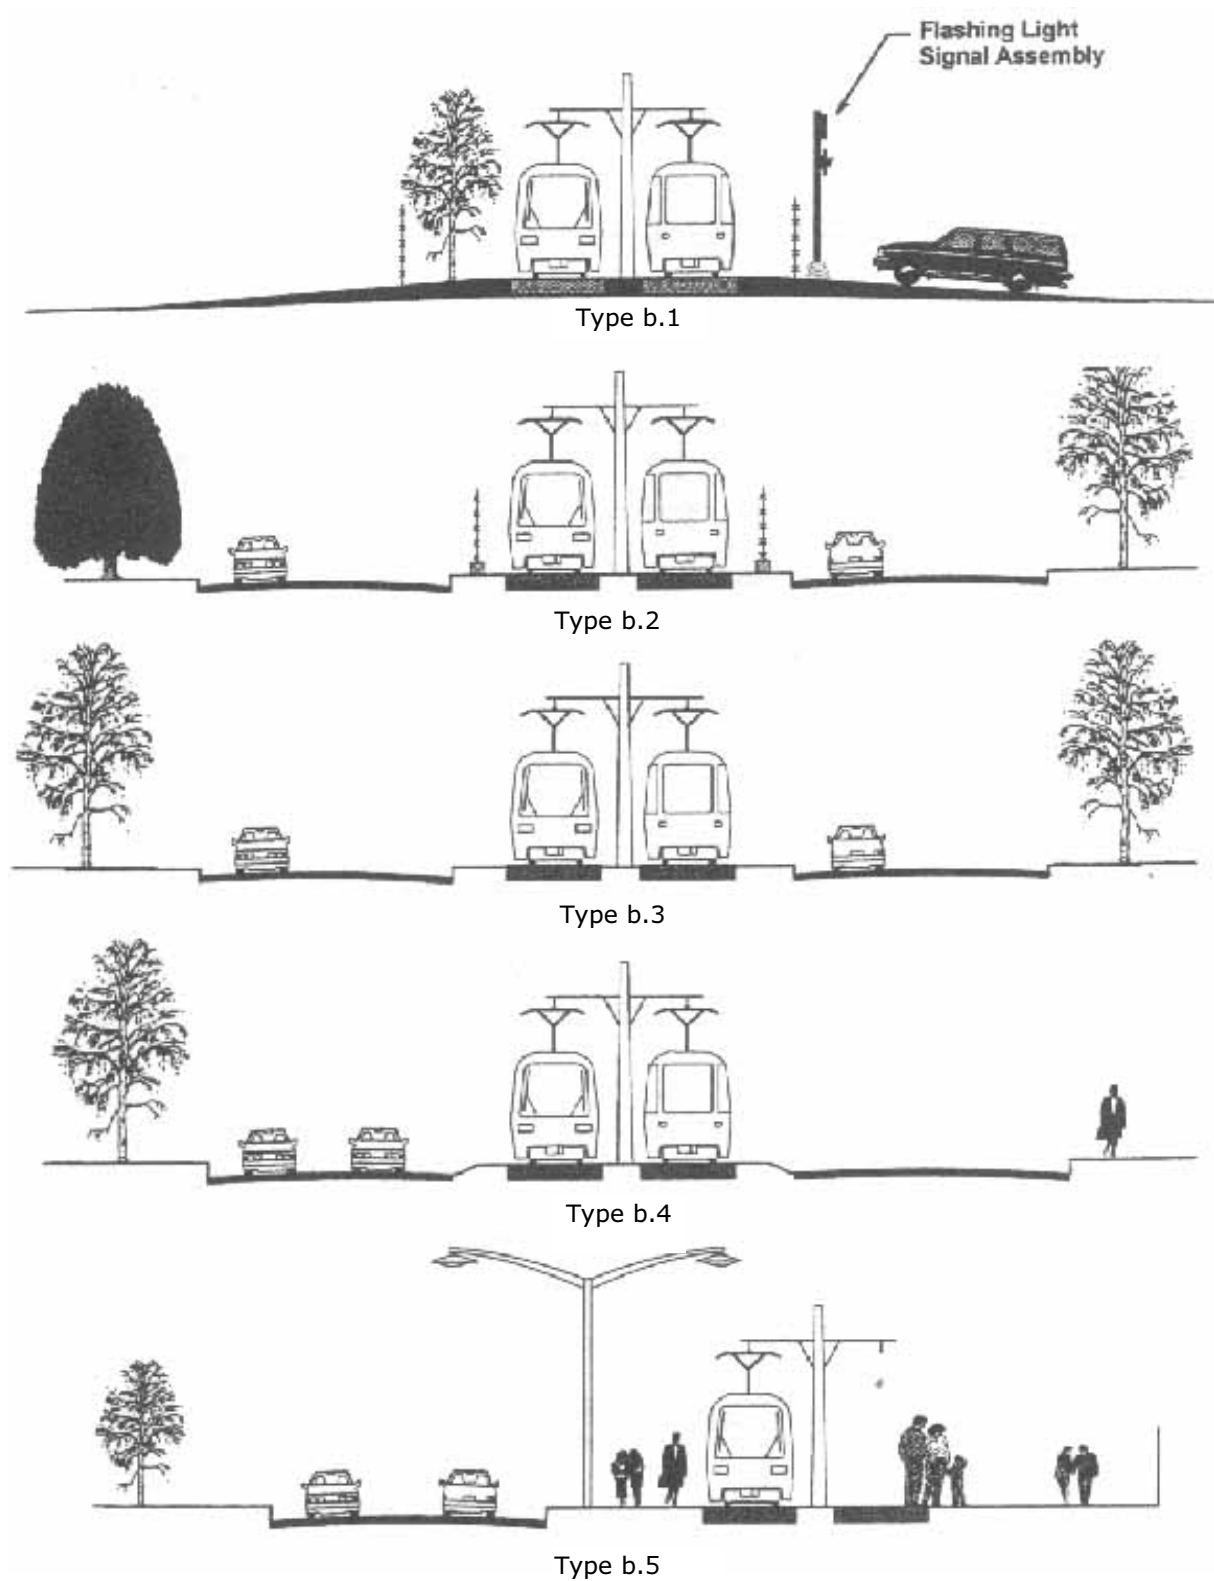 Flashing Light
Signal Assembly
Type b.1
Type b.2
Type b.3
Type b.4
Type b.5